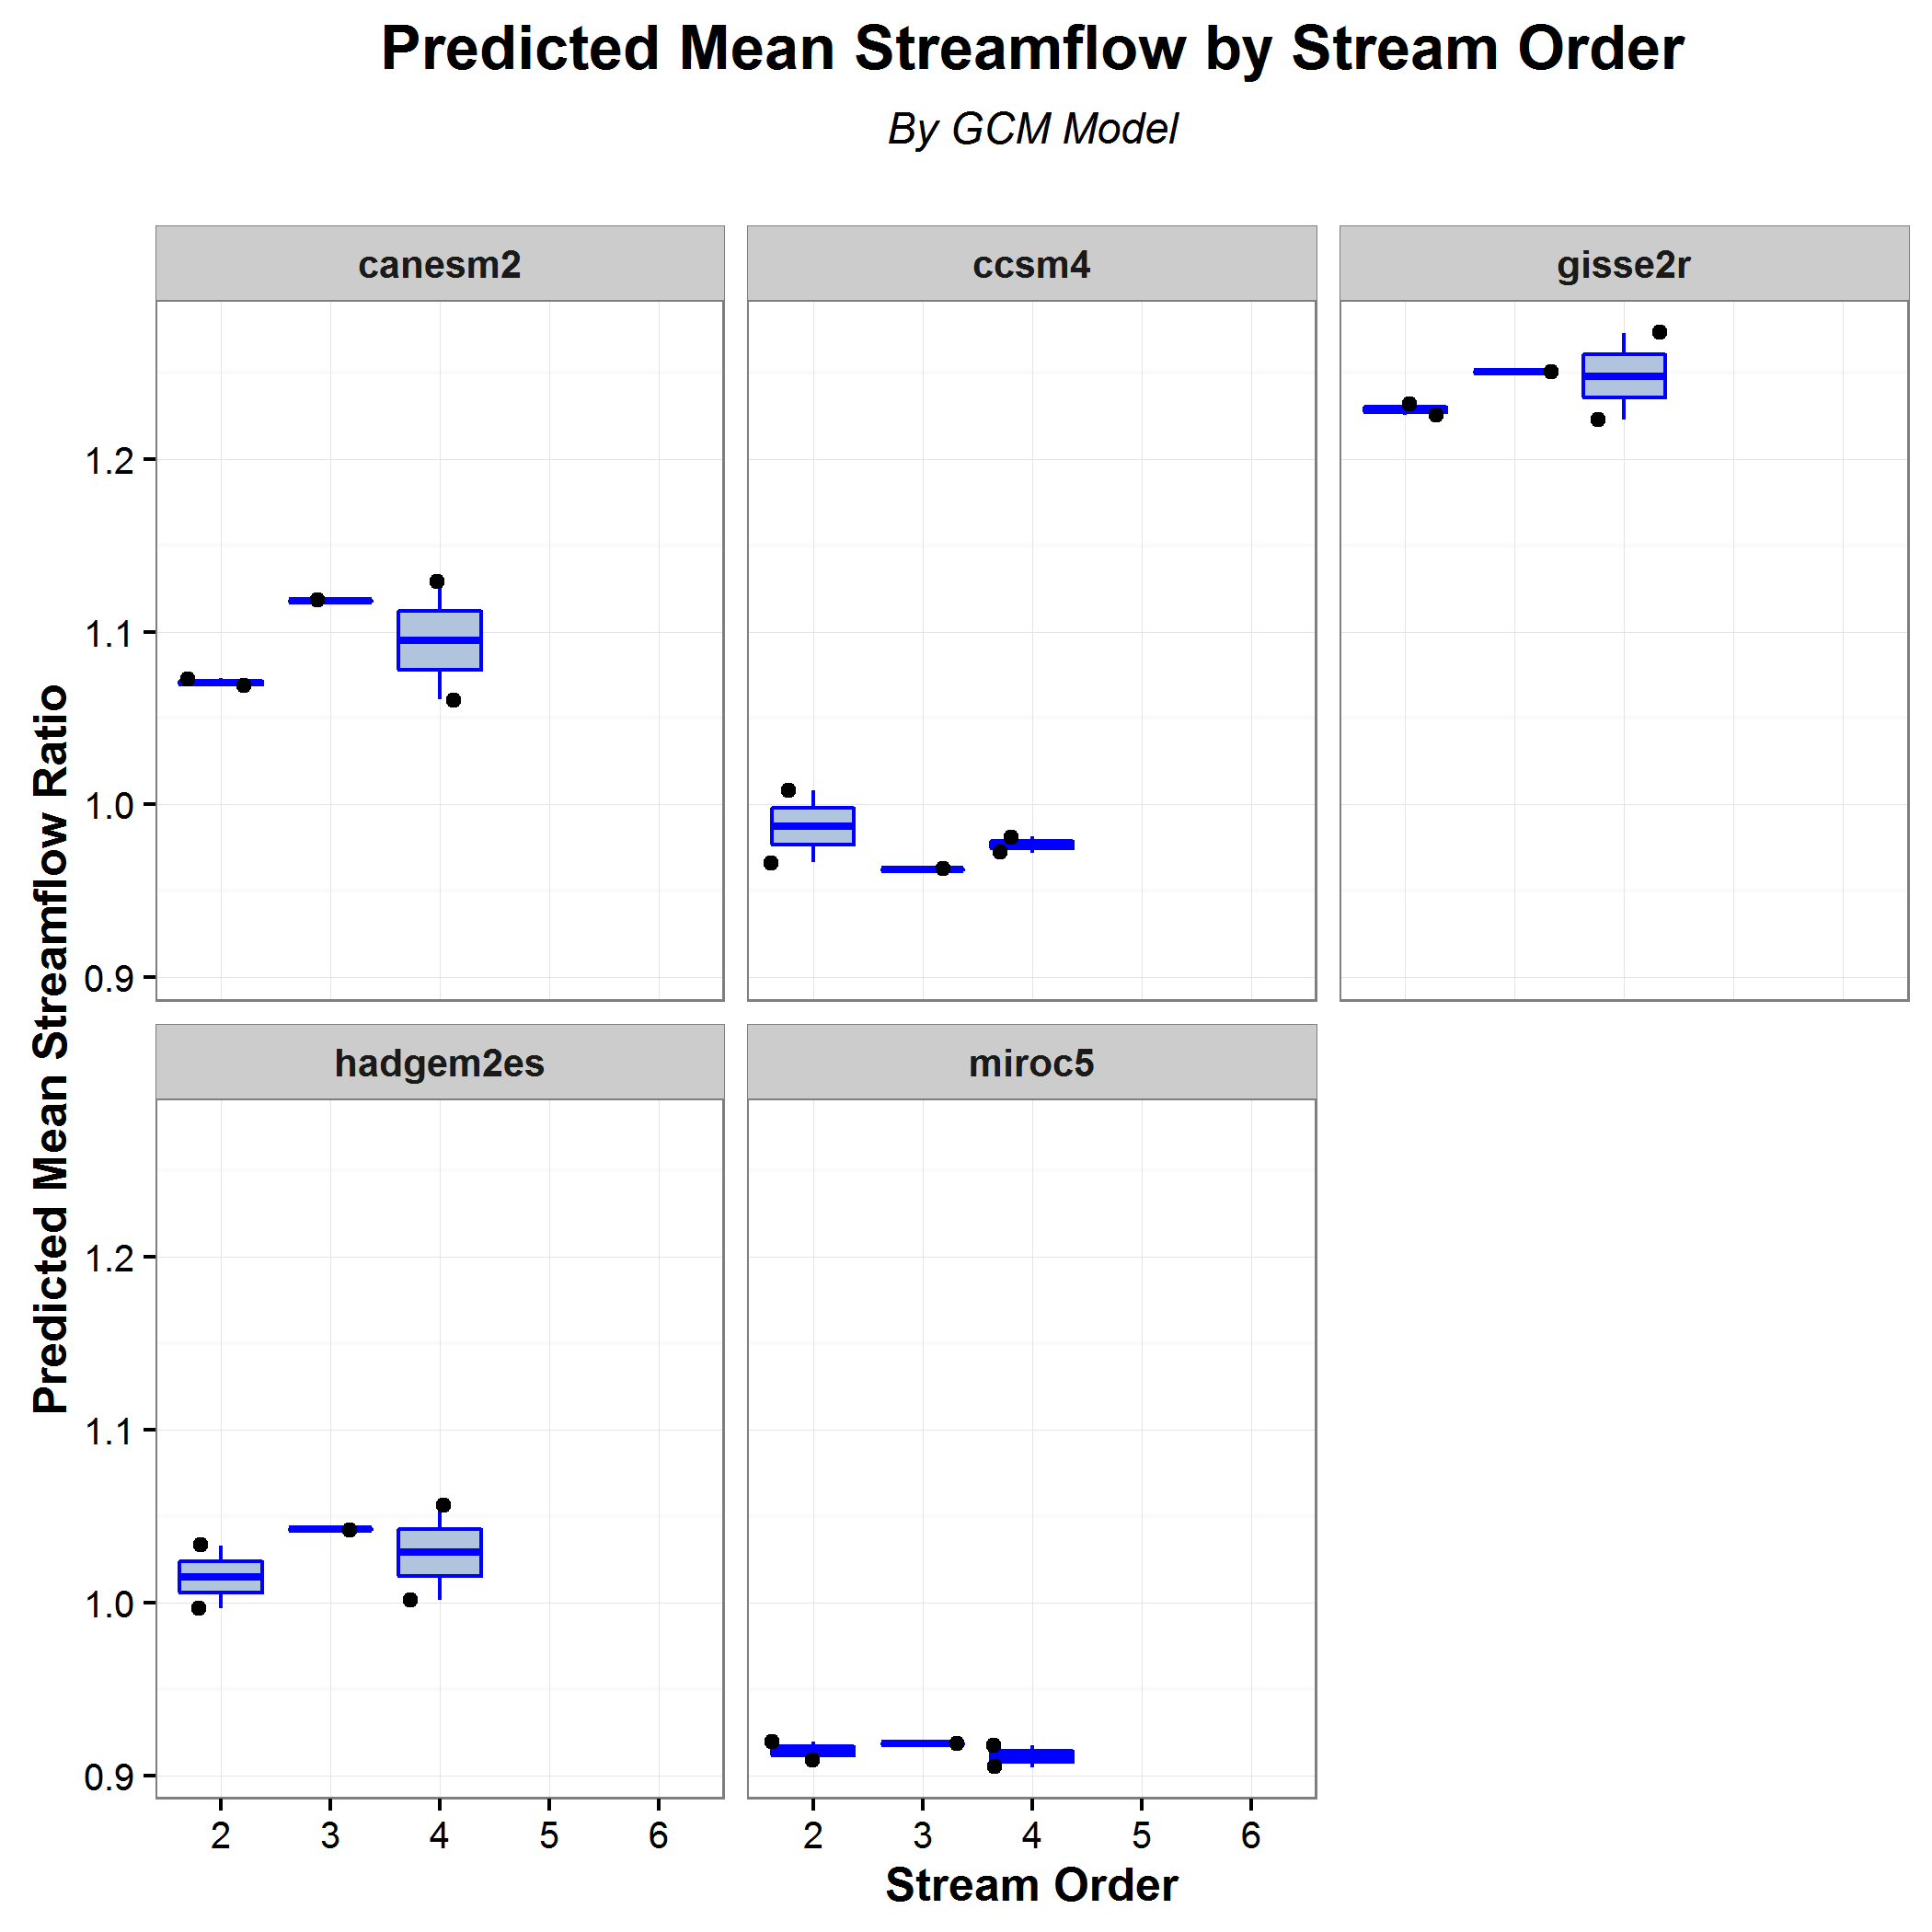 Predicted Mean Streamflow by Stream Order
By GCM Model
canesm2
ccsm4
gisse2r
1.2
1.1
1.0
0.9
Predicted Mean Streamflow Ratio
hadgem2es
miroc5
1.2
1.1
1.0
0.9
2 3 4 5 6
2 3 4 5 6
Stream Order